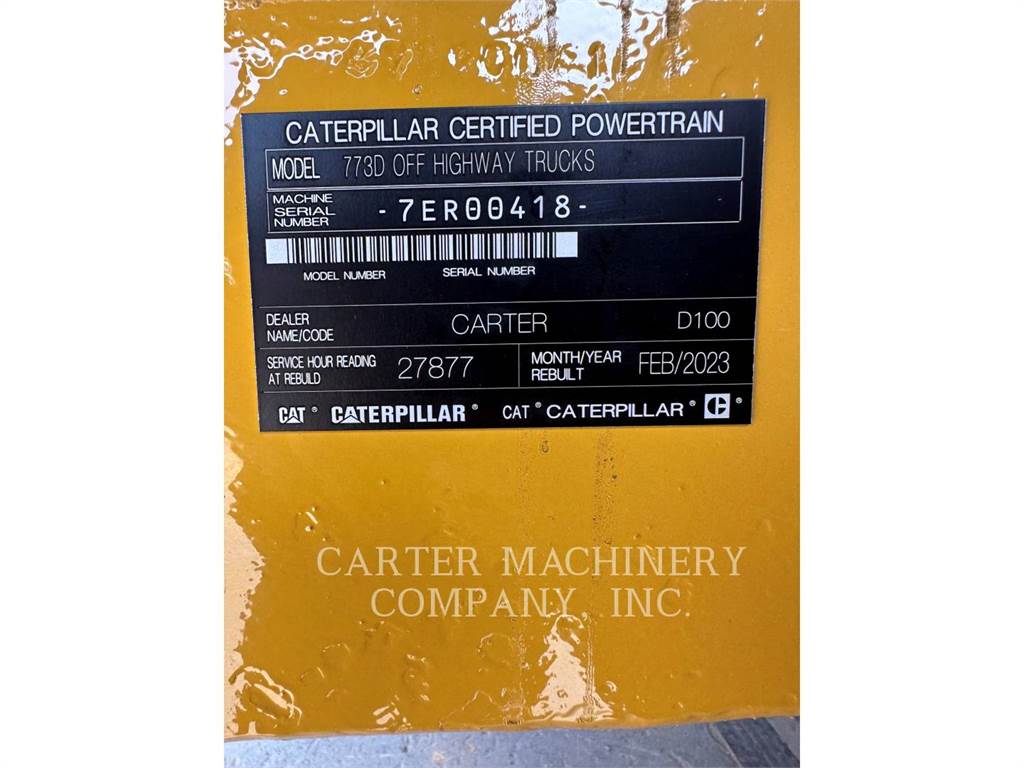 CATERPILLAR CERTIFIED POWERTRAIN
MODEL 773D OFF HIGHWAY TRUCKS
MACHINE
SERIAL
NUMBER
-7ER00418-
MODEL NUMBER SERIAL NUMBER
DEALER
NAME/CODE
CARTER D100
SERVICE HOUR READING
AT REBUILD
27877
MONTH/YEAR
REBUILT
FEB/2023
CAT® CATERPILLAR® CAT® CATERPILLAR® C®
CARTER MACHINERY
COMPANY, INC.